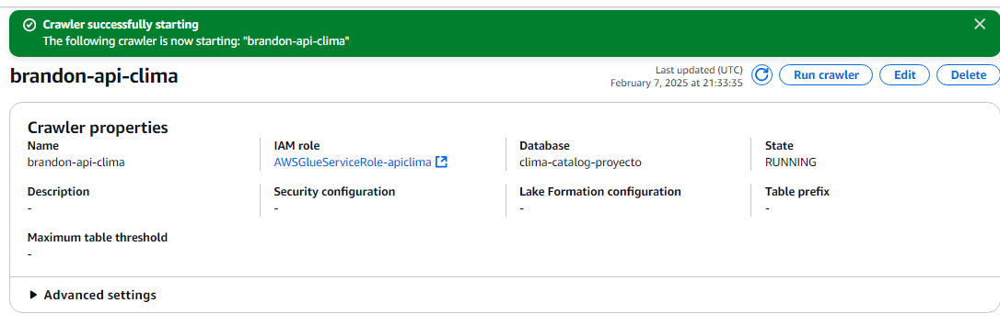 Crawler successfully starting
The following crawler is now starting: "brandon-api-clima"
brandon-api-clima
Last updated (UTC)
February 7, 2025 at 21:33:35
Run crawler
Edit
Delete
Crawler properties
Name
brandon-api-clima
IAM role
AWSGlueServiceRole-apiclima
Database
clima-catalog-proyecto
State
RUNNING
Description
-
Security configuration
-
Lake Formation configuration
-
Table prefix
-
Maximum table threshold
-
Advanced settings